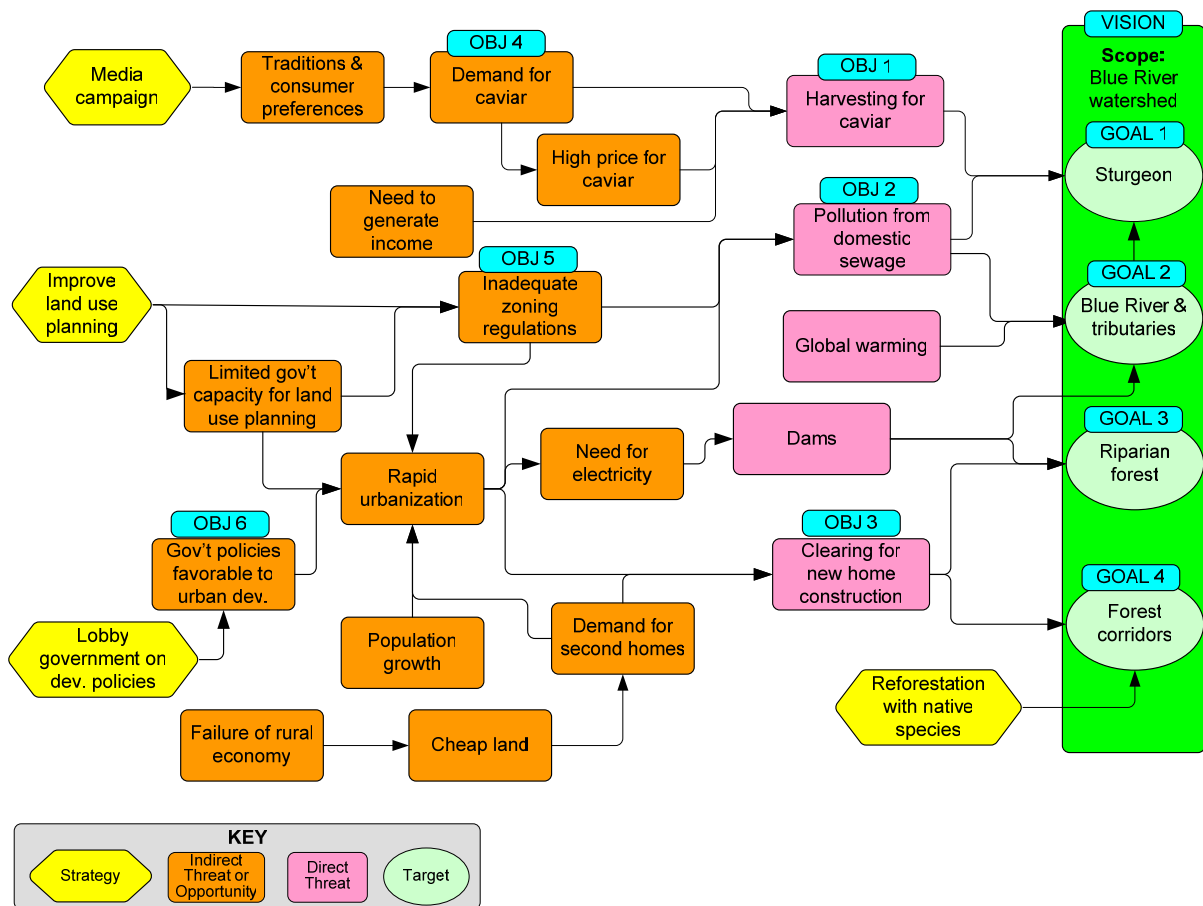 Media
campaign
Traditions &
consumer
preferences
OBJ 4
Demand for
caviar
High price for
caviar
Need to
generate
income
OBJ 1
Harvesting for
caviar
OBJ 2
Pollution from
domestic
sewage
VISION
Scope:
Blue River
watershed
GOAL 1
Sturgeon
GOAL 2
Blue River &
tributaries
Improve
land use
planning
OBJ 5
Inadequate
zoning
regulations
Limited gov't
capacity for land
use planning
Global warming
Dams
GOAL 3
Riparian
forest
Rapid
urbanization
Need for
electricity
OBJ 6
Gov't policies
favorable to
urban dev.
OBJ 3
Clearing for
new home
construction
GOAL 4
Forest
corridors
Lobby
government on
dev. policies
Population
growth
Demand for
second homes
Reforestation
with native
species
Failure of rural
economy
Cheap land
KEY
Strategy
Indirect
Threat or
Opportunity
Direct
Threat
Target